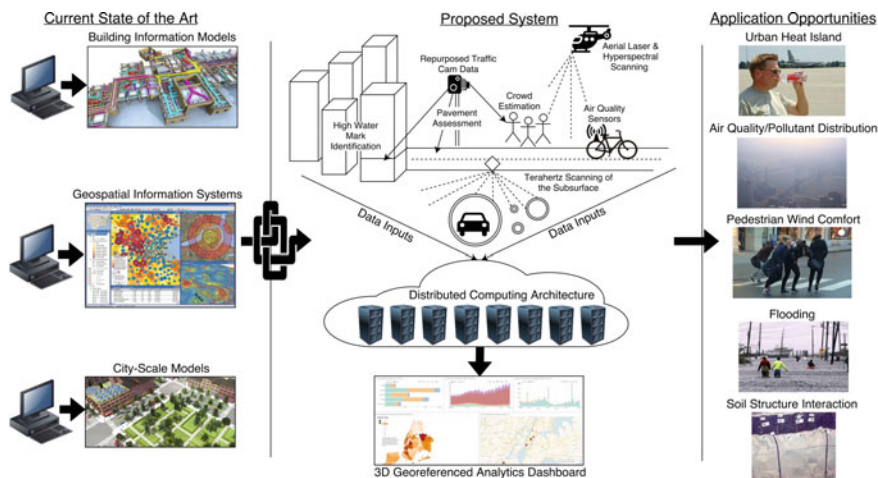 Current State of the Art
Building Information Models
Geospatial Information Systems
City-Scale Models
Proposed System
Repurposed Traffic
Cam Data
Aerial Laser &
Hyperspectral
Scanning
Crowd
Estimation
Air Quality
Sensors
Pavement
Assessment
High Water
Mark
Identification
Terahertz Scanning of
the Subsurface
Data Inputs
Data Inputs
Distributed Computing Architecture
3D Georeferenced Analytics Dashboard
Application Opportunities
Urban Heat Island
Air Quality/Pollutant Distribution
Pedestrian Wind Comfort
Flooding
Soil Structure Interaction